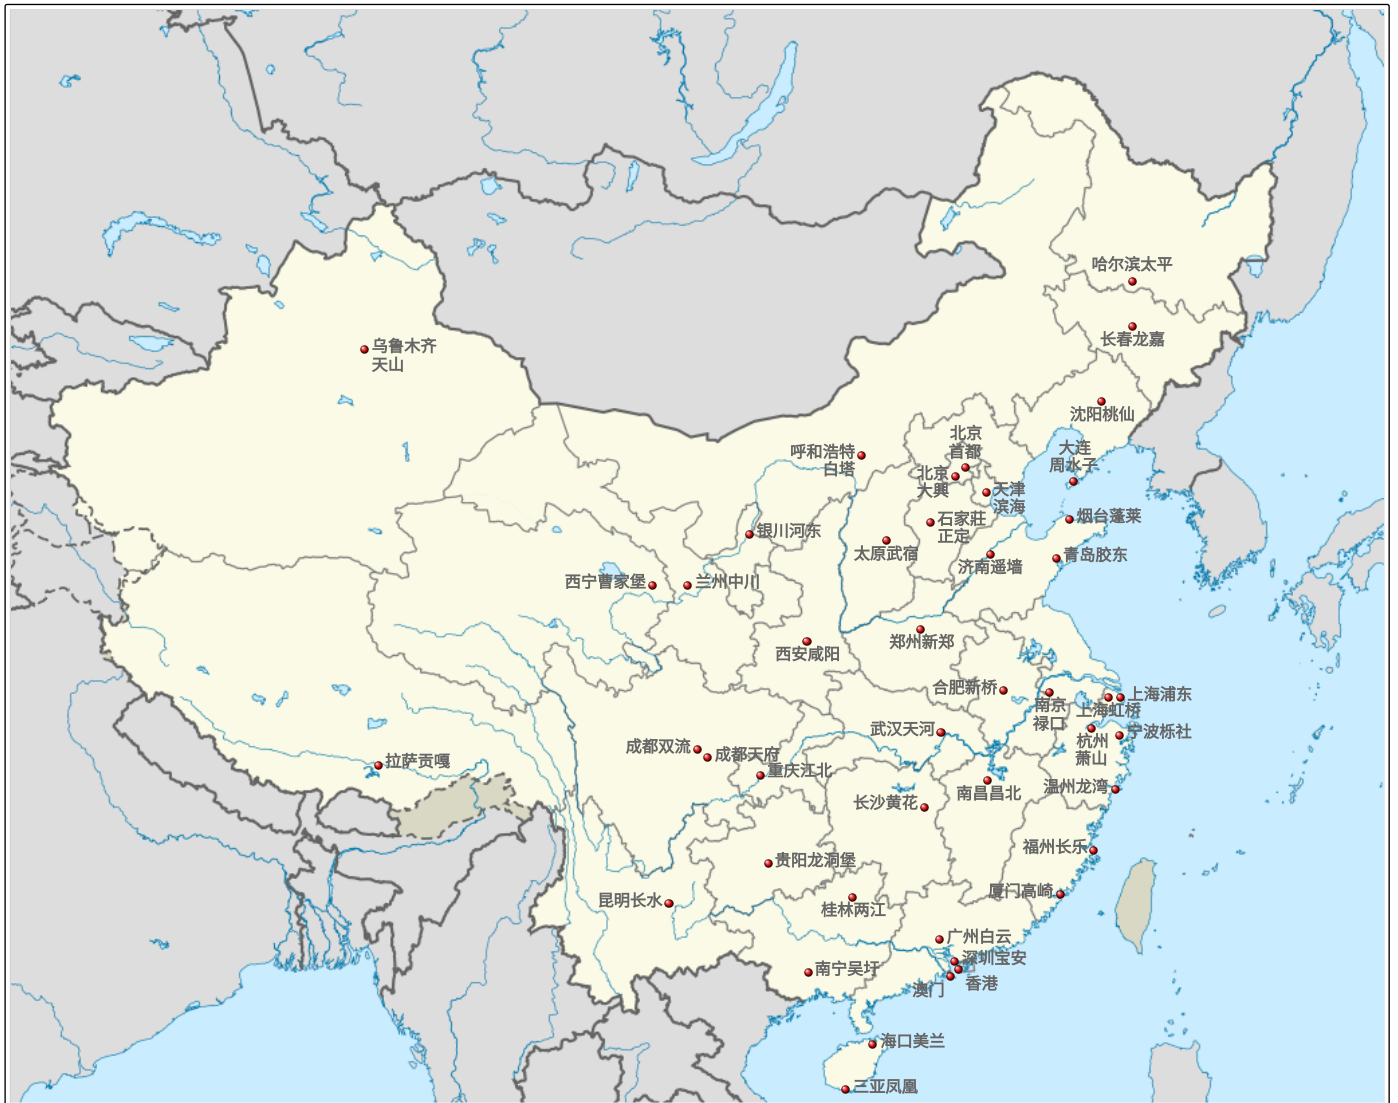 哈尔滨太平
长春龙嘉
乌鲁木齐
天山
沈阳桃仙
北京
首都
大连
周水子
呼和浩特
白塔
北京
大興
天津
滨海
烟台蓬莱
石家莊
正定
银川河东
太原武宿
济南遥墙
青岛胶东
西宁曹家堡
兰州中川
郑州新郑
西安咸阳
合肥新桥
南京
禄口
上海浦东
上海虹桥
武汉天河
杭州
萧山
宁波栎社
成都双流
成都天府
拉萨贡嘎
重庆江北
长沙黄花
南昌昌北
温州龙湾
贵阳龙洞堡
福州长乐
昆明长水
桂林两江
厦门高崎
广州白云
深圳宝安
南宁吴圩
澳门
香港
海口美兰
三亚凤凰